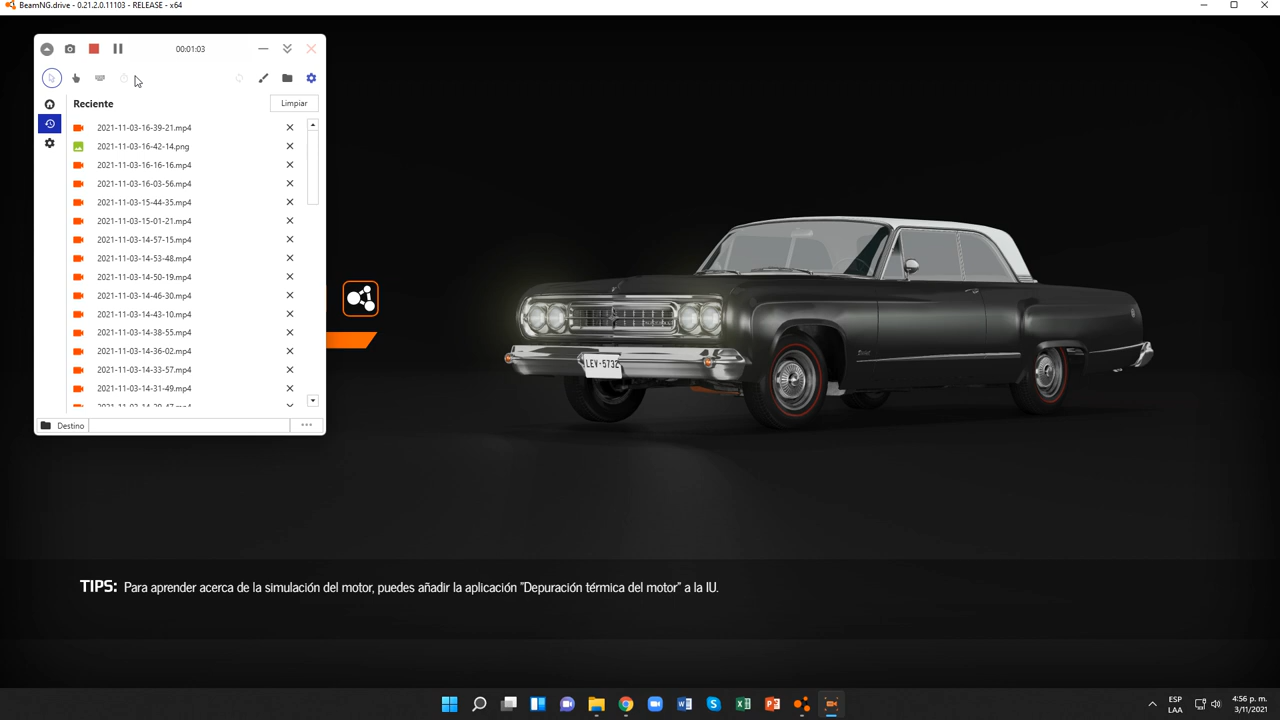 BeamNG.drive - 0.21.2.0.11103 - RELEASE - x64
00:01:03
Reciente
Limpiar
2021-11-03-16-39-21.mp4
2021-11-03-16-42-14.png
2021-11-03-16-16-16.mp4
2021-11-03-16-03-56.mp4
2021-11-03-15-44-35.mp4
2021-11-03-15-01-21.mp4
2021-11-03-14-57-15.mp4
2021-11-03-14-53-48.mp4
2021-11-03-14-50-19.mp4
2021-11-03-14-46-30.mp4
2021-11-03-14-43-10.mp4
2021-11-03-14-38-55.mp4
2021-11-03-14-36-02.mp4
2021-11-03-14-33-57.mp4
2021-11-03-14-31-49.mp4
Destino
LEV-5732
TIPS: Para aprender acerca de la simulación del motor, puedes añadir la aplicación "Depuración térmica del motor" a la IU.
ESP
LAA
4:56 p. m.
3/11/2021